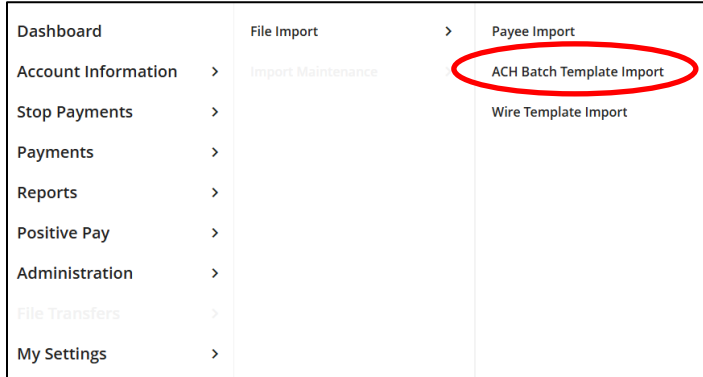 Dashboard
Account Information
Stop Payments
Payments
Reports
Positive Pay
Administration
File Transfers
My Settings
File Import
Import Maintenance
Payee Import
ACH Batch Template Import
Wire Template Import